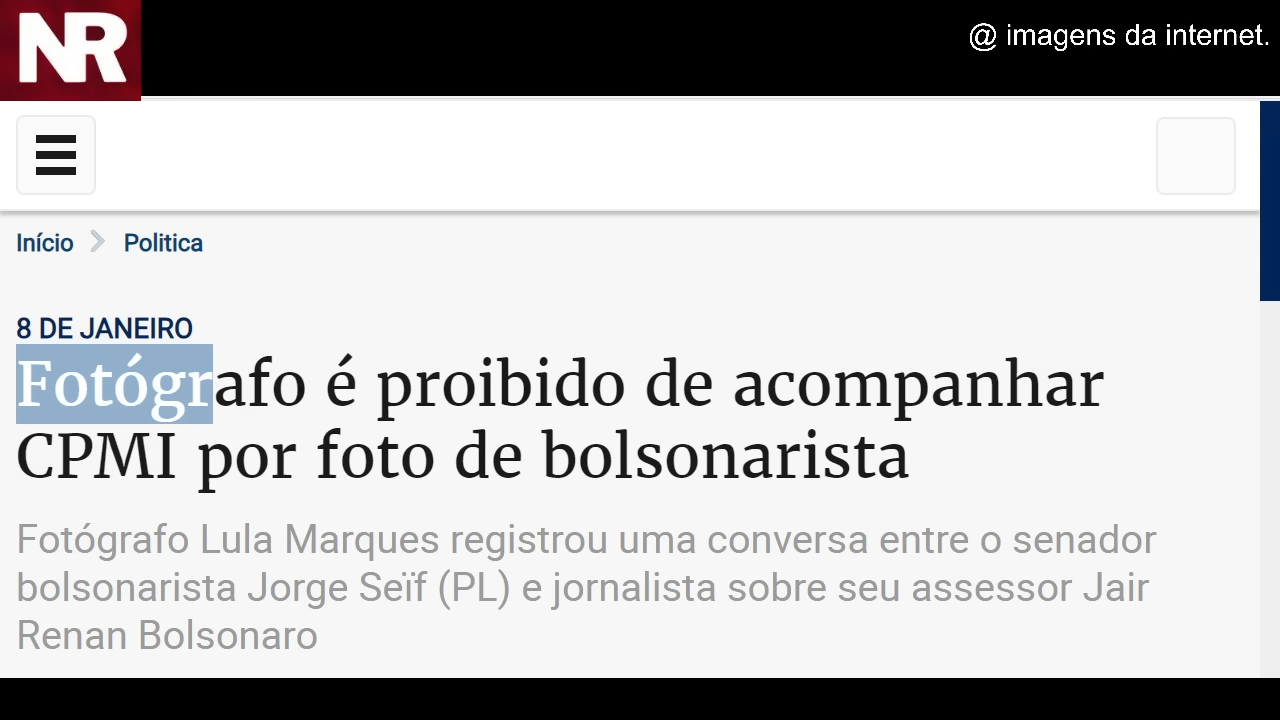 NR
@ imagens da internet.
Início > Politica
8 DE JANEIRO
Fotógrafo é proibido de acompanhar
CPMI por foto de bolsonarista
Fotógrafo Lula Marques registrou uma conversa entre o senador
bolsonarista Jorge Seïf (PL) e jornalista sobre seu assessor Jair
Renan Bolsonaro